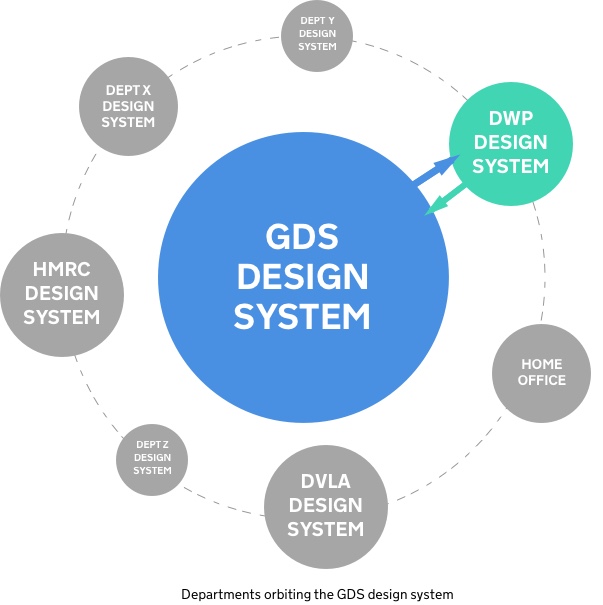 DEPT Y
DESIGN
SYSTEM
DEPT X
DESIGN
SYSTEM
DWP
DESIGN
SYSTEM
GDS
DESIGN
SYSTEM
HMRC
DESIGN
SYSTEM
HOME
OFFICE
DEPT Z
DESIGN
SYSTEM
DVLA
DESIGN
SYSTEM
Departments orbiting the GDS design system